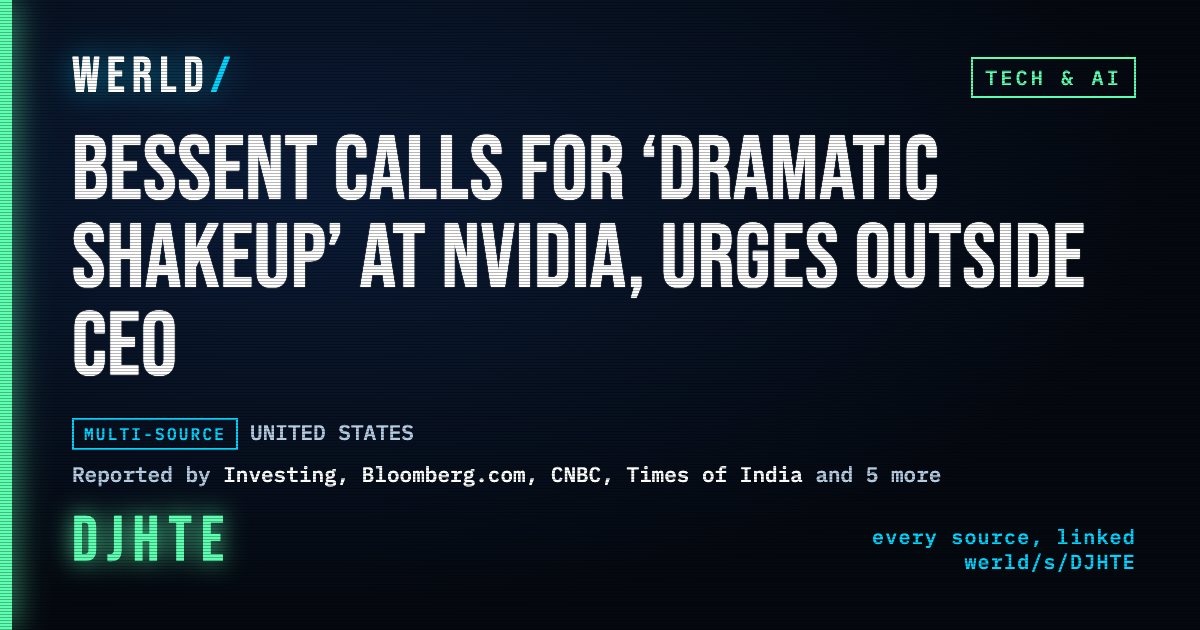 WERLD/
TECH & AI
BESSENT CALLS FOR ‘DRAMATIC
SHAKEUP’ AT NVIDIA, URGES OUTSIDE
CEO
MULTI-SOURCE UNITED STATES
Reported by Investing, Bloomberg.com, CNBC, Times of India and 5 more
DJHTE
every source, linked
werld/s/DJHTE